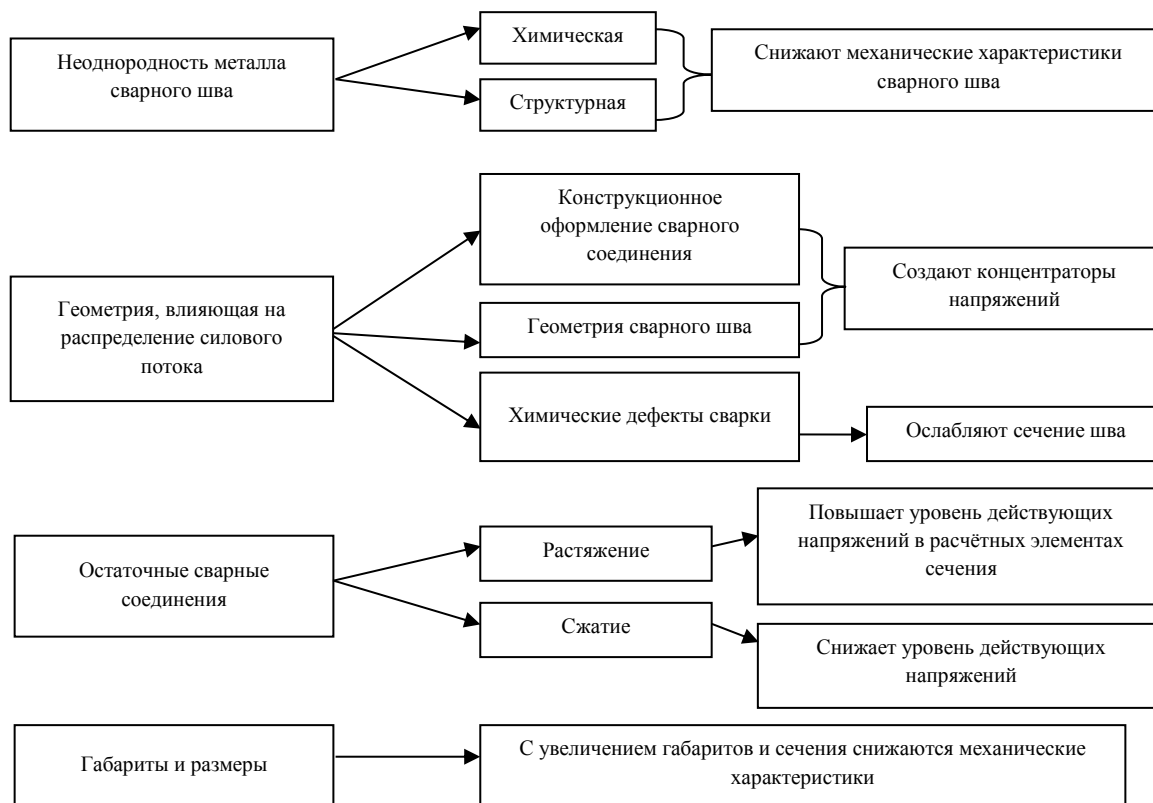 Неоднородность металла
сварного шва
Химическая
Структурная
Снижают механические характеристики
сварного шва
Геометрия, влияющая на
распределение силового
потока
Конструкционное
оформление сварного
соединения
Геометрия сварного шва
Создают концентраторы
напряжений
Химические дефекты сварки
Ослабляют сечение шва
Остаточные сварные
соединения
Растяжение
Повышает уровень действующих
напряжений в расчётных элементах
сечения
Сжатие
Снижает уровень действующих
напряжений
Габариты и размеры
С увеличением габаритов и сечения снижаются механические
характеристики